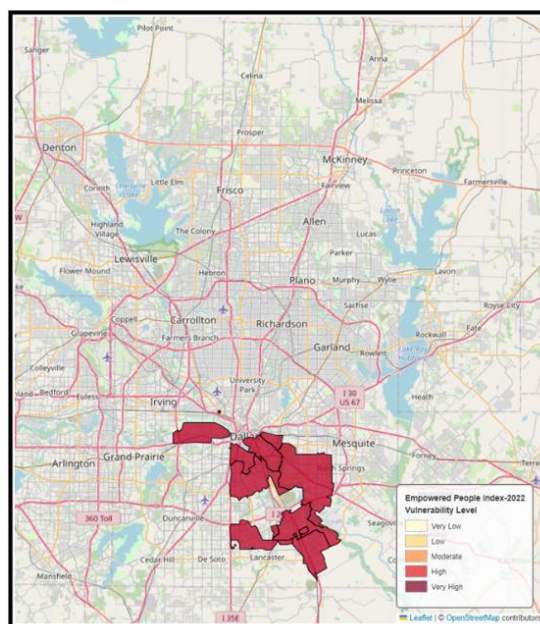 Pilot Point
Sanger
Celina
Anna
Melissa
Prosper
Denton
McKinney
Princeton
Corinth
Little Elm
Frisco
Fairview
Farmersville
Highland
Village
The Colony
Allen
Lucas
Lewisville
Parker
Hebron
Plano
Murphy
Wylie
Lavon
Flower Mound
Sachse
Coppell
Carrollton
Richardson
Royse City
Grapevine
Farmers Branch
Garland
Rowlett
Rockwall
Fate
Colleyville
University
Park
I 30
US 67
Heath
Bedford
Euless
Irving
Mesquite
Forney
Arlington
Grand Prairie
360 Toll
Duncanville
Cedar Hill
De Soto
Lancaster
Mansfield
I 35E
Empowered People Index-2022
Vulnerability Level
Very Low
Low
Moderate
High
Very High
Leaflet | © OpenStreetMap contributors